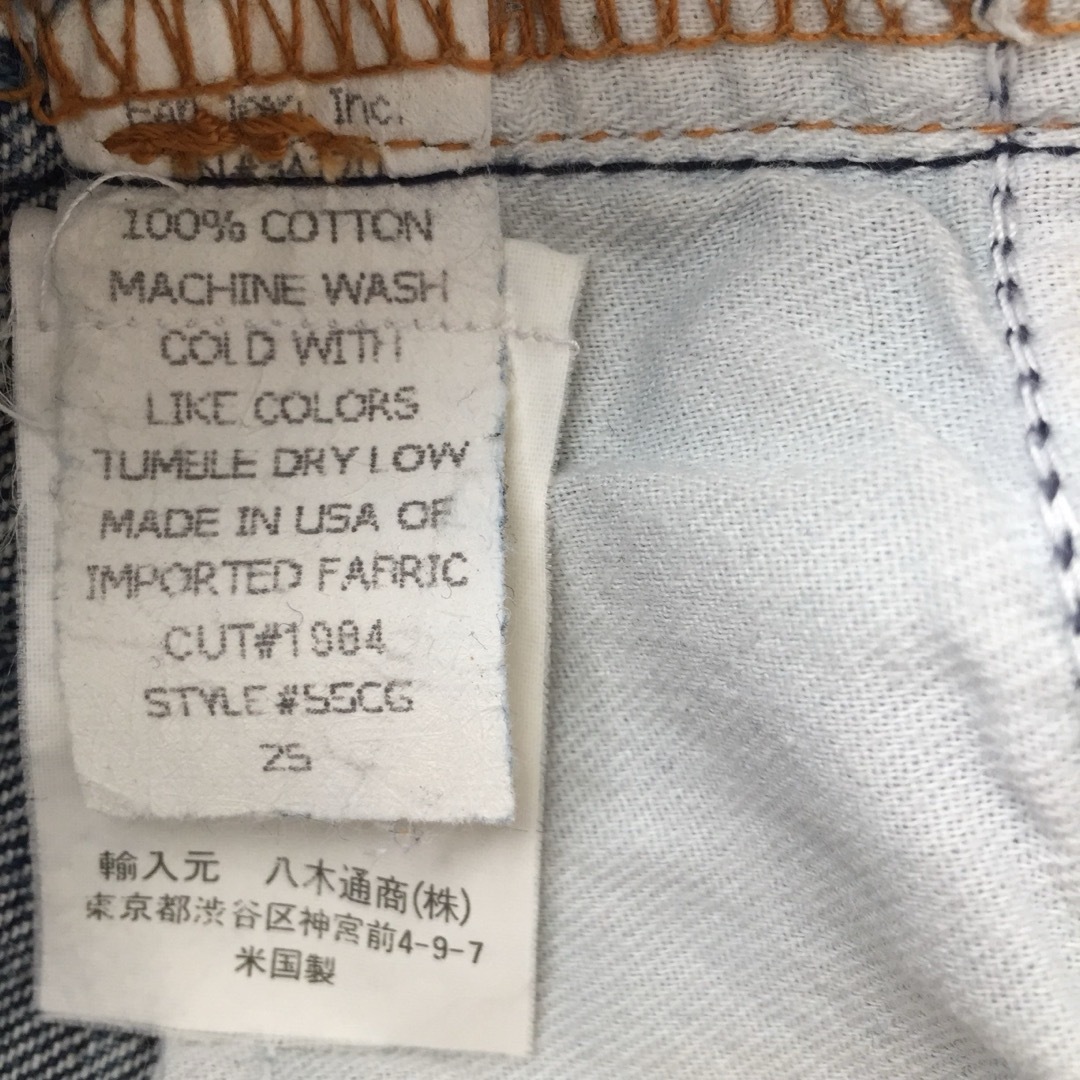 Inc.
100% COTTON
MACHINE WASH
COLD WITH
LIKE COLORS
TUMBLE DRY LOW
MADE IN USA OF
IMPORTED FABRIC
CUT#1984
STYLE#55CG
25
輸入元 八木通商(株)
東京都渋谷区神宮前4-9-7
米国製